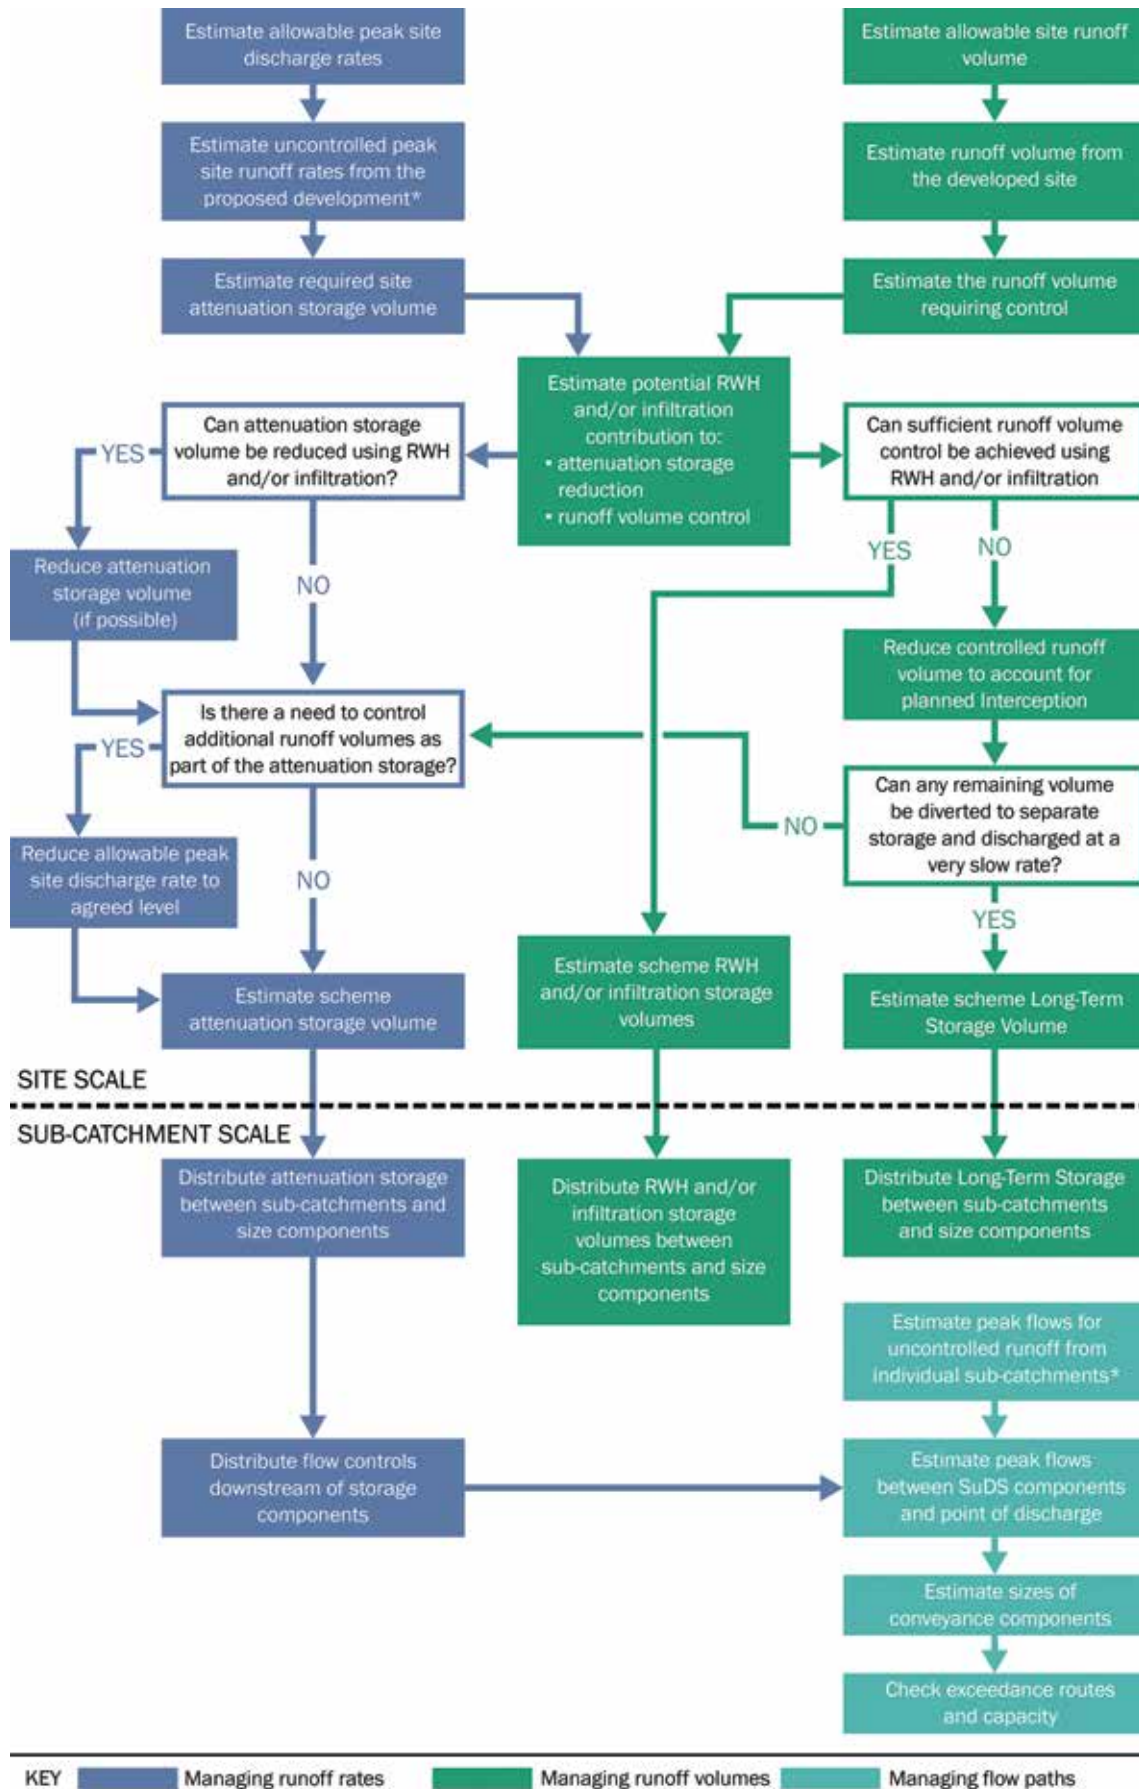 Estimate allowable peak site
discharge rates
Estimate allowable site runoff
volume
Estimate uncontrolled peak
site runoff rates from the
proposed development*
Estimate runoff volume from
the developed site
Estimate required site
attenuation storage volume
Estimate the runoff volume
requiring control
Estimate potential RWH
and/or infiltration
contribution to:
• attenuation storage
reduction
• runoff volume control
Can attenuation storage
volume be reduced using RWH
and/or infiltration?
YES
NO
Can sufficient runoff volume
control be achieved using
RWH and/or infiltration
YES
NO
Reduce attenuation
storage volume
(if possible)
Reduce controlled runoff
volume to account for
planned Interception
Is there a need to control
additional runoff volumes as
part of the attenuation storage?
YES
NO
Can any remaining volume
be diverted to separate
storage and discharged at a
very slow rate?
NO
YES
Reduce allowable peak
site discharge rate to
agreed level
Estimate scheme
attenuation storage volume
Estimate scheme RWH
and/or infiltration storage
volumes
Estimate scheme Long-Term
Storage Volume
SITE SCALE
SUB-CATCHMENT SCALE
Distribute attenuation storage
between sub-catchments and
size components
Distribute RWH and/or
infiltration storage
volumes between
sub-catchments and size
components
Distribute Long-Term Storage
between sub-catchments
and size components
Estimate peak flows for
uncontrolled runoff from
individual sub-catchments*
Distribute flow controls
downstream of storage
components
Estimate peak flows
between SuDS components
and point of discharge
Estimate sizes of
conveyance components
Check exceedance routes
and capacity
KEY Managing runoff rates Managing runoff volumes Managing flow paths